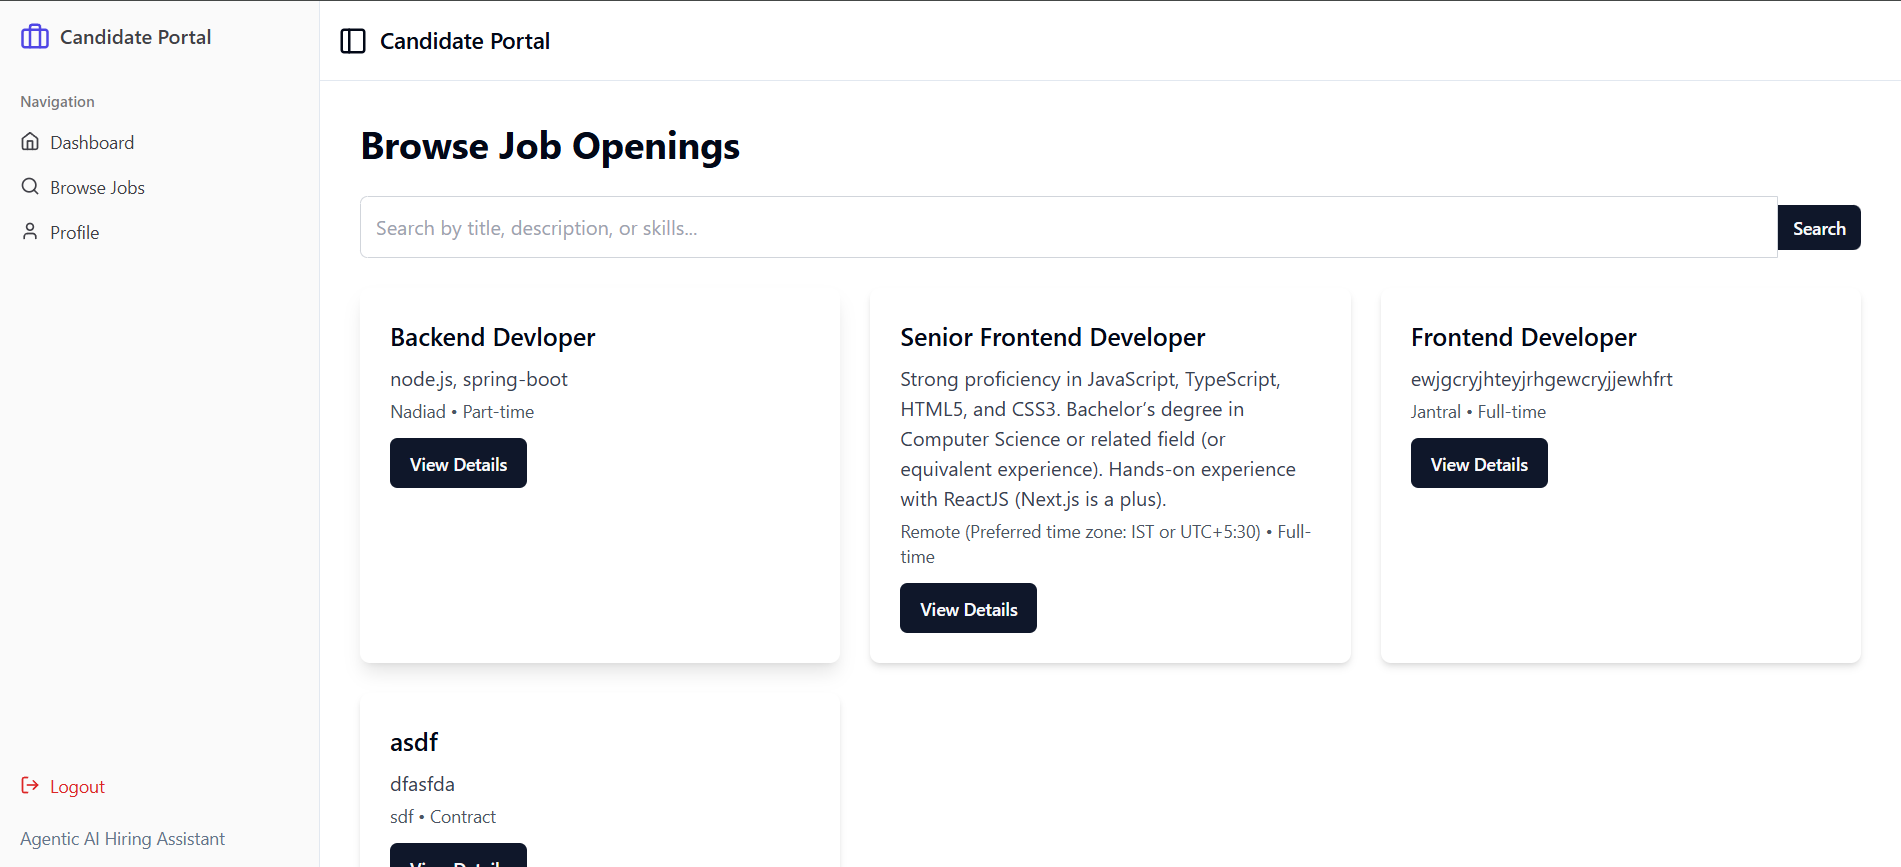 Candidate Portal
Navigation
Dashboard
Browse Jobs
Profile
Logout
Agentic AI Hiring Assistant
Candidate Portal
Browse Job Openings
Search by title, description, or skills...
Search
Backend Devloper
node.js, spring-boot
Nadiad • Part-time
View Details
Senior Frontend Developer
Strong proficiency in JavaScript, TypeScript,
HTML5, and CSS3. Bachelor’s degree in
Computer Science or related field (or
equivalent experience). Hands-on experience
with ReactJS (Next.js is a plus).
Remote (Preferred time zone: IST or UTC+5:30) • Full-
time
View Details
Frontend Developer
ewjgcryjhteyjrhgewcryjjewhfrt
Jantral • Full-time
View Details
asdf
dfasfda
sdf • Contract
View Details